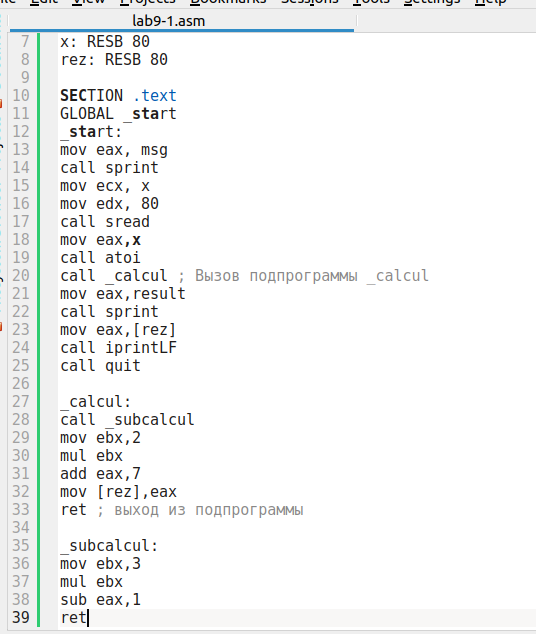 Edit View Projects Bookmarks Sessions Tools Settings Help
lab9-1.asm
7 x: RESB 80
8 rez: RESB 80
9
10 SECTION .text
11 GLOBAL _start
12 _start:
13 mov eax, msg
14 call sprint
15 mov ecx, x
16 mov edx, 80
17 call sread
18 mov eax,x
19 call atoi
20 call _calcul ; Вызов подпрограммы _calcul
21 mov eax,result
22 call sprint
23 mov eax,[rez]
24 call iprintLF
25 call quit
26
27 _calcul:
28 call _subcalcul
29 mov ebx,2
30 mul ebx
31 add eax,7
32 mov [rez],eax
33 ret ; выход из подпрограммы
34
35 _subcalcul:
36 mov ebx,3
37 mul ebx
38 sub eax,1
39 ret